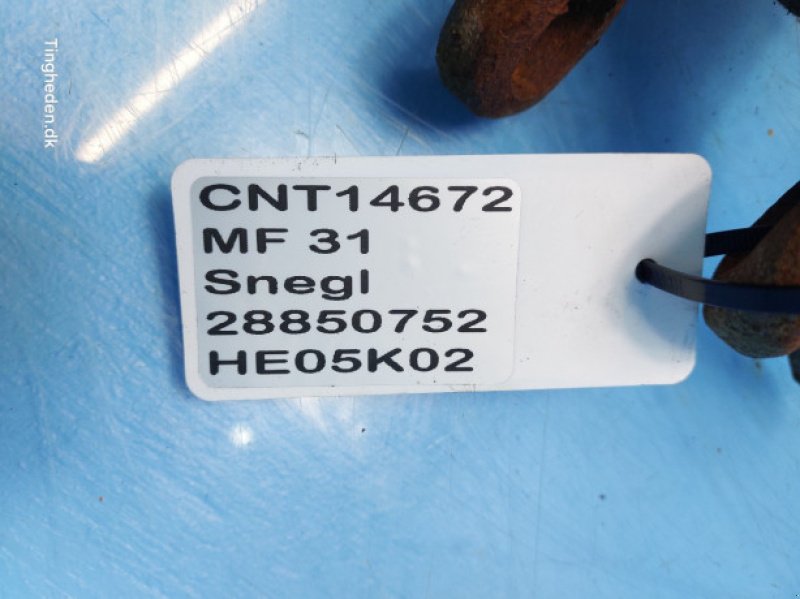 Tingheden.dk
CNT14672
MF 31
Snegl
28850752
HE05K02